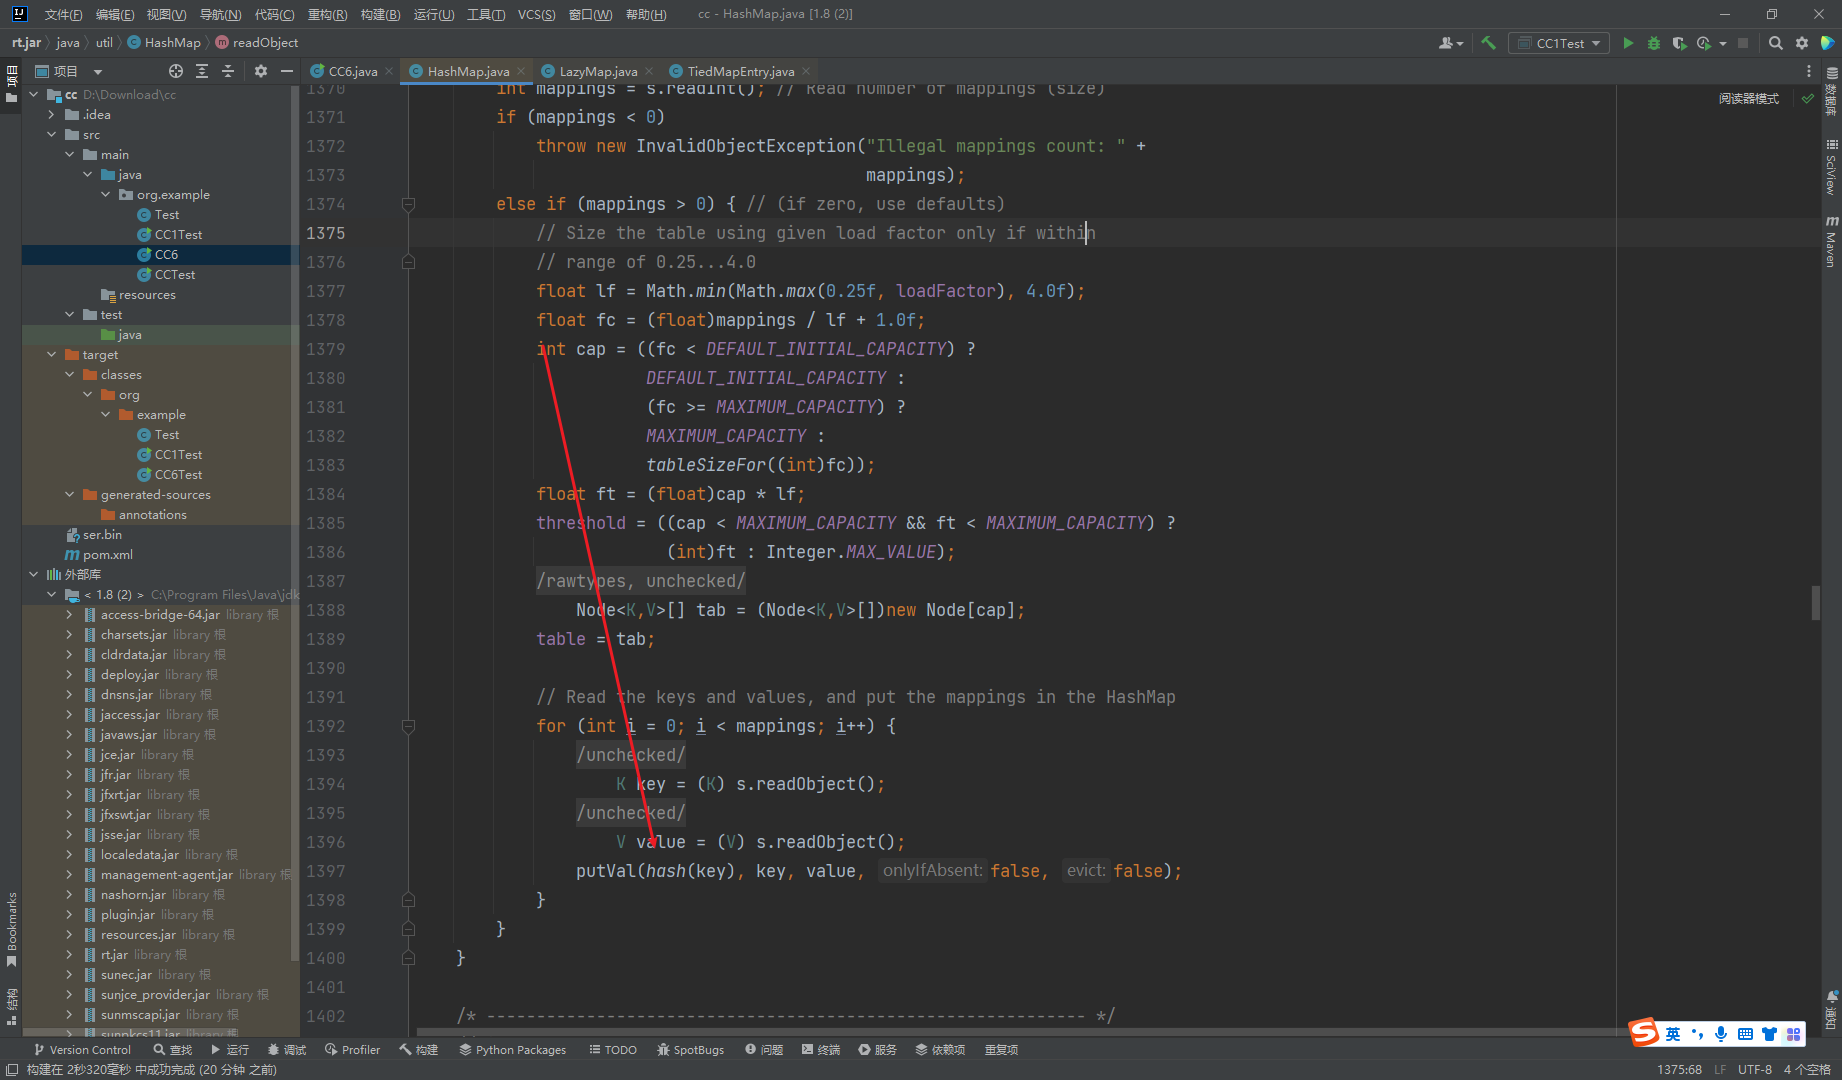 文件(F) 编辑(E) 视图(V) 导航(N) 代码(C) 重构(R) 构建(B) 运行(U) 工具(T) VCS(S) 窗口(W) 帮助(H) cc - HashMap.java [1.8 (2)]
rt.jar java util HashMap readObject
CC1Test
项目
CC6.java HashMap.java LazyMap.java TiedMapEntry.java
阅读器模式
项目
cc D:\Download\cc
.idea
src
main
java
org.example
Test
CC1Test
CC6
CCTest
resources
test
java
target
classes
org
example
Test
CC1Test
CC6Test
generated-sources
annotations
ser.bin
pom.xml
外部库
< 1.8 (2) > C:\Program Files\Java\jdk
access-bridge-64.jar library 根
charsets.jar library 根
cldrdata.jar library 根
deploy.jar library 根
dnsns.jar library 根
jaccess.jar library 根
javaws.jar library 根
jce.jar library 根
jfr.jar library 根
jfxrt.jar library 根
jfxswt.jar library 根
jsse.jar library 根
localedata.jar library 根
management-agent.jar library 根
nashorn.jar library 根
plugin.jar library 根
resources.jar library 根
rt.jar library 根
sunec.jar library 根
sunjce_provider.jar library 根
sunmscapi.jar library 根
sunpkcs11.jar library 根
1370 int mappings = s.readInt(); // Read number of mappings (size)
1371 if (mappings < 0)
1372 throw new InvalidObjectException("Illegal mappings count: " +
1373 mappings);
1374 else if (mappings > 0) { // (if zero, use defaults)
1375 // Size the table using given load factor only if within
1376 // range of 0.25...4.0
1377 float lf = Math.min(Math.max(0.25f, loadFactor), 4.0f);
1378 float fc = (float)mappings / lf + 1.0f;
1379 int cap = ((fc < DEFAULT_INITIAL_CAPACITY) ?
1380 DEFAULT_INITIAL_CAPACITY :
1381 (fc >= MAXIMUM_CAPACITY) ?
1382 MAXIMUM_CAPACITY :
1383 tableSizeFor((int)fc));
1384 float ft = (float)cap * lf;
1385 threshold = ((cap < MAXIMUM_CAPACITY && ft < MAXIMUM_CAPACITY) ?
1386 (int)ft : Integer.MAX_VALUE);
1387 /rawtypes, unchecked/
1388 Node<K,V>[] tab = (Node<K,V>[])new Node[cap];
1389 table = tab;
1390
1391 // Read the keys and values, and put the mappings in the HashMap
1392 for (int i = 0; i < mappings; i++) {
1393 /unchecked/
1394 K key = (K) s.readObject();
1395 /unchecked/
1396 V value = (V) s.readObject();
1397 putVal(hash(key), key, value, onlyIfAbsent: false, evict: false);
1398 }
1399 }
1400 }
1401
1402 /* ------------------------------------------------------------ */
数据库
SciView
Maven
通知
Bookmarks
结构
英
Version Control 查找 运行 调试 Profiler 构建 Python Packages TODO SpotBugs 问题 终端 服务 依赖项 重复项
构建在 2秒320毫秒 中成功完成 (20 分钟 之前) 1375:68 LF UTF-8 4 个空格